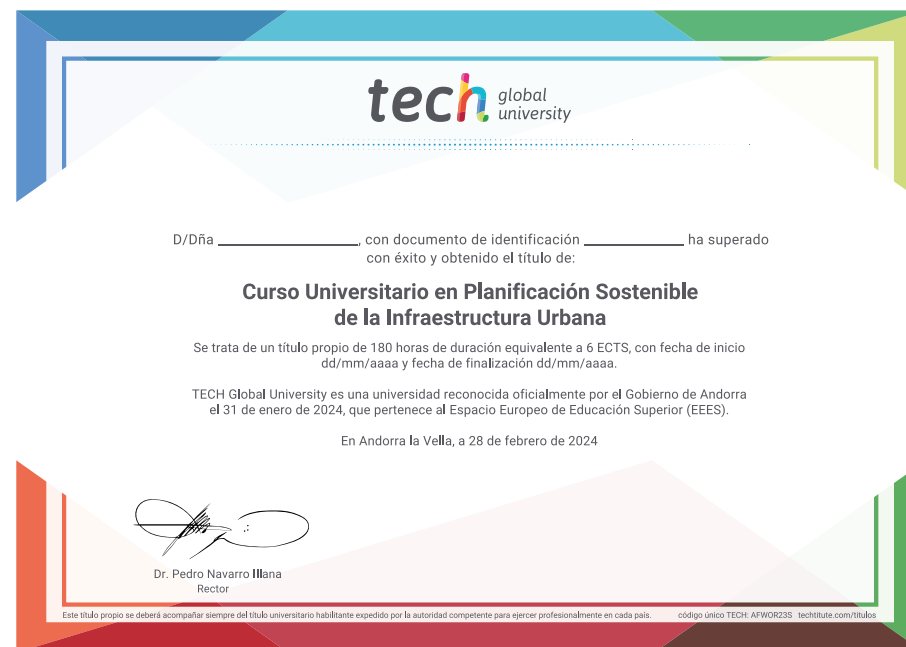 tech global university
D/Dña ____________________, con documento de identificación ______________ ha superado
con éxito y obtenido el título de:
Curso Universitario en Planificación Sostenible
de la Infraestructura Urbana
Se trata de un título propio de 180 horas de duración equivalente a 6 ECTS, con fecha de inicio
dd/mm/aaaa y fecha de finalización dd/mm/aaaa.
TECH Global University es una universidad reconocida oficialmente por el Gobierno de Andorra
el 31 de enero de 2024, que pertenece al Espacio Europeo de Educación Superior (EEES).
En Andorra la Vella, a 28 de febrero de 2024
Dr. Pedro Navarro Illana
Rector
Este título propio se deberá acompañar siempre del título universitario habilitante expedido por la autoridad competente para ejercer profesionalmente en cada país. código único TECH: AFWOR23S techtitute.com/titulos